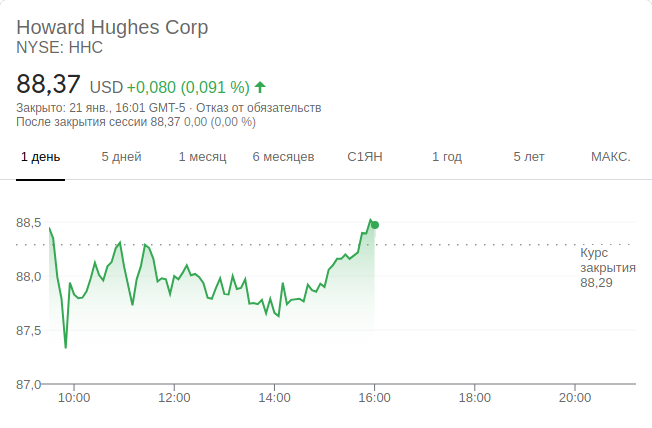 Howard Hughes Corp
NYSE: HHC
88,37 USD +0,080 (0,091 %)
Закрыто: 21 янв., 16:01 GMT-5 · Отказ от обязательств
После закрытия сессии 88,37 0,00 (0,00 %)
1 день 5 дней 1 месяц 6 месяцев С1ЯН 1 год 5 лет МАКС.
88,5
Курс
закрытия
88,29
88,0
87,5
87,0
10:00 12:00 14:00 16:00 18:00 20:00